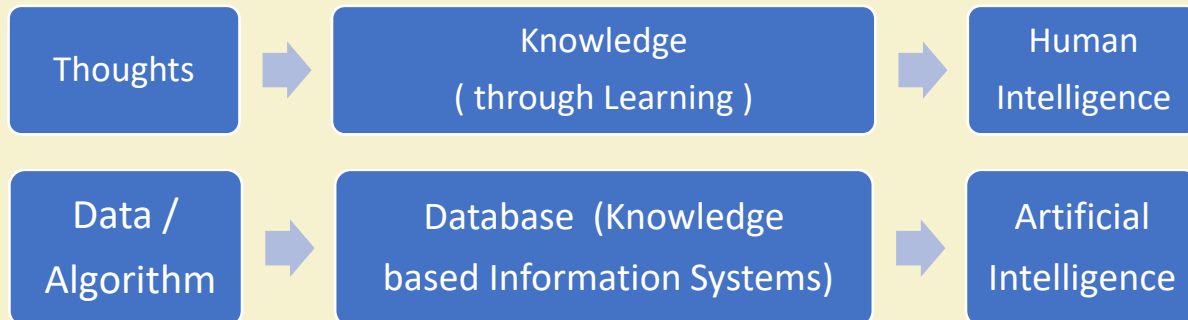 Thoughts
Knowledge
( through Learning )
Human
Intelligence
Data /
Algorithm
Database (Knowledge
based Information Systems)
Artificial
Intelligence